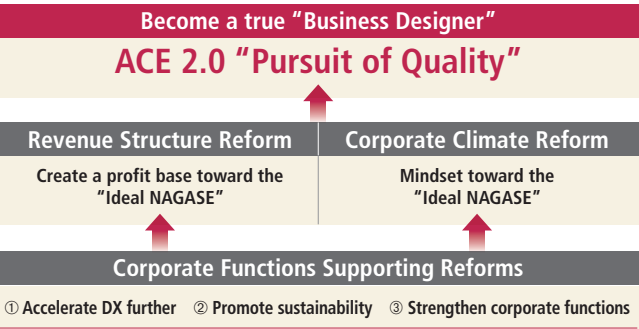 Become a true “Business Designer”
ACE 2.0 “Pursuit of Quality”
Revenue Structure Reform
Corporate Climate Reform
Create a profit base toward the
“Ideal NAGASE”
Mindset toward the
“Ideal NAGASE”
Corporate Functions Supporting Reforms
① Accelerate DX further ② Promote sustainability ③ Strengthen corporate functions